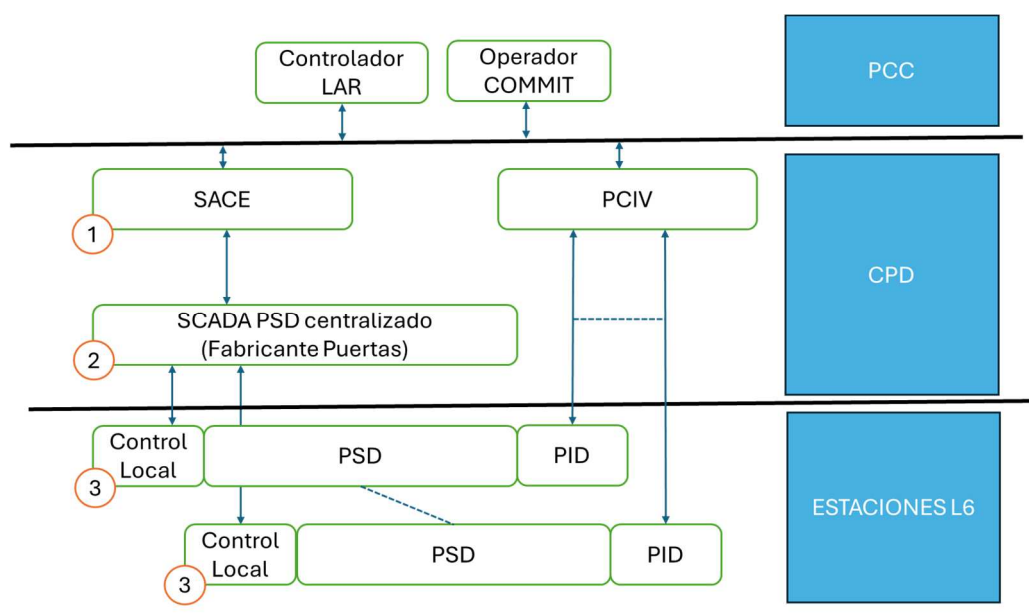 Controlador
LAR
Operador
COMMIT
PCC
SACE
1
PCIV
CPD
SCADA PSD centralizado
(Fabricante Puertas)
2
Control
Local
3
PSD
PID
ESTACIONES L6
Control
Local
3
PSD
PID